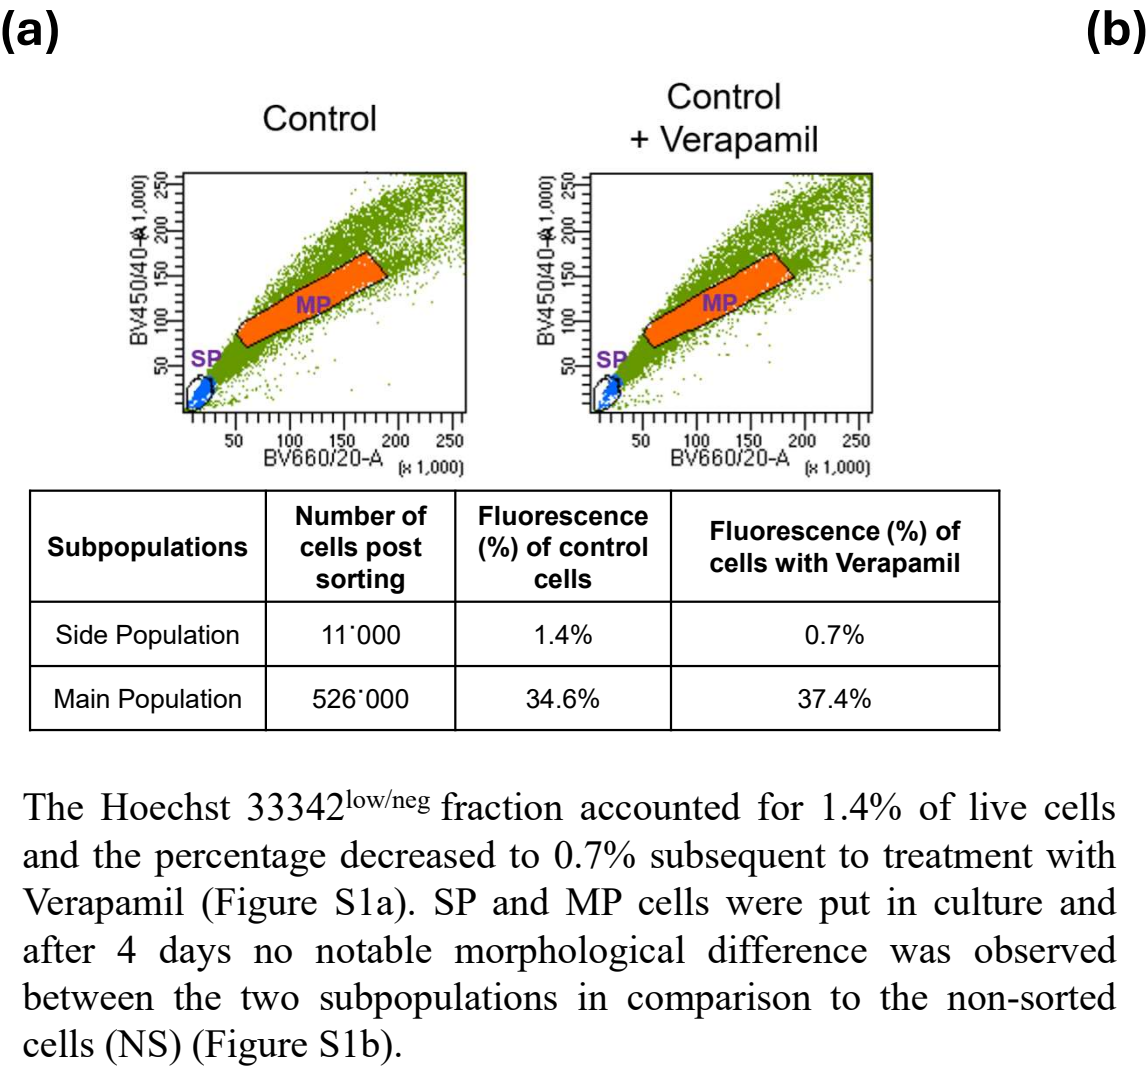 (a)
(b)
Control
Control
+ Verapamil
BV450/40-A (x 1,000)
50 100 150 200 250
SP
MP
50 100 150 200 250
BV660/20-A
(x 1,000)
BV450/40-A (x 1,000)
50 100 150 200 250
SP
MP
50 100 150 200 250
BV660/20-A
(x 1,000)
Subpopulations
Number of
cells post
sorting
Fluorescence
(%) of control
cells
Fluorescence (%) of
cells with Verapamil
Side Population 11˙000 1.4% 0.7%
Main Population 526˙000 34.6% 37.4%
The Hoechst 33342low/neg fraction accounted for 1.4% of live cells
and the percentage decreased to 0.7% subsequent to treatment with
Verapamil (Figure S1a). SP and MP cells were put in culture and
after 4 days no notable morphological difference was observed
between the two subpopulations in comparison to the non-sorted
cells (NS) (Figure S1b).